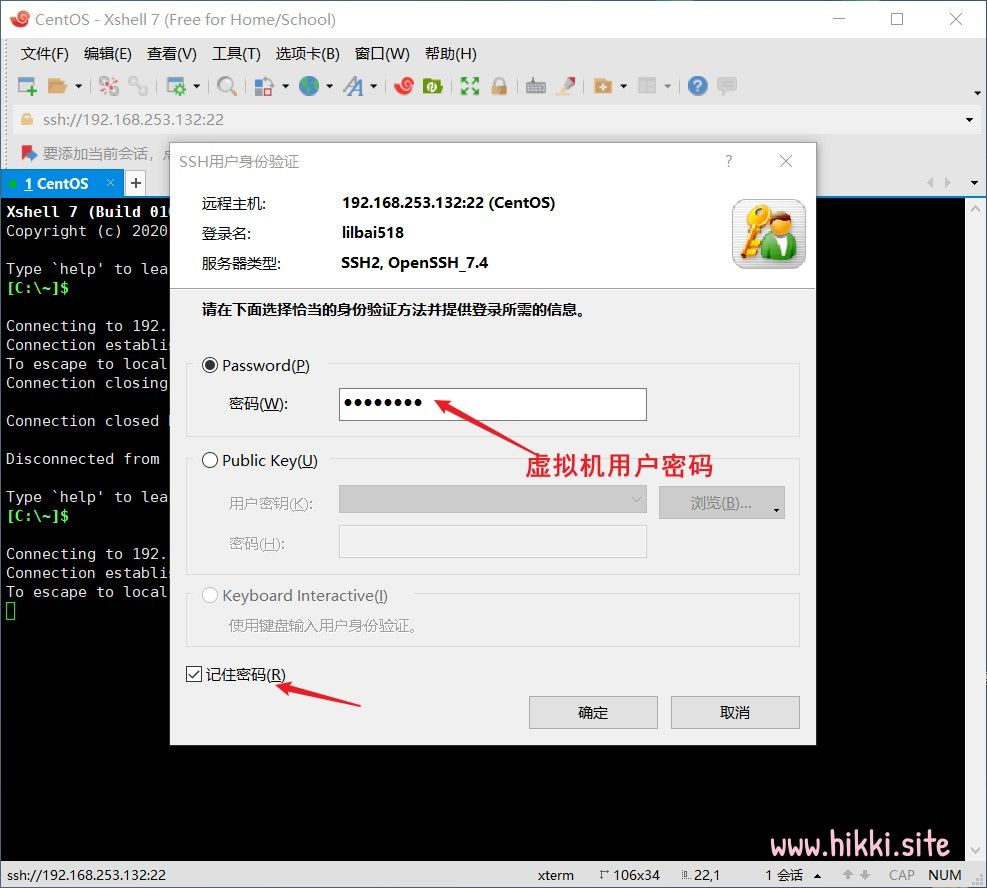 CentOS - Xshell 7 (Free for Home/School)
文件(F) 编辑(E) 查看(V) 工具(T) 选项卡(B) 窗口(W) 帮助(H)
ssh://192.168.253.132:22
要添加当前会话，
1 CentOS
Xshell 7 (Build 01
Copyright (c) 2020
Type `help' to lea
[C:\~]$
Connecting to 192.
Connection establis
To escape to local
Connection closing
Connection closed
Disconnected from
Type `help' to lea
[C:\~]$
Connecting to 192.
Connection establis
To escape to local
SSH用户身份验证
远程主机: 192.168.253.132:22 (CentOS)
登录名: lilbai518
服务器类型: SSH2, OpenSSH_7.4
请在下面选择恰当的身份验证方法并提供登录所需的信息。
Password(P)
密码(W):
虚拟机用户密码
Public Key(U)
用户密钥(K): 浏览(B)...
密码(H):
Keyboard Interactive(I)
使用键盘输入用户身份验证。
记住密码(R)
确定 取消
www.hikki.site
ssh://192.168.253.132:22 xterm 106x34 22,1 1 会话 CAP NUM